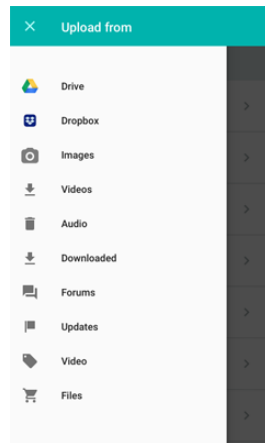 Upload from
Drive
Dropbox
Images
Videos
Audio
Downloaded
Forums
Updates
Video
Files